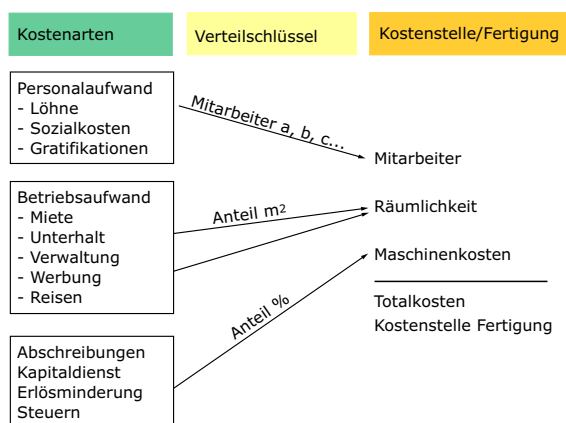 Kostenarten
Verteilschlüssel
Kostenstelle/Fertigung
Personalaufwand
- Löhne
- Sozialkosten
- Gratifikationen
Mitarbeiter a, b, c...
Mitarbeiter
Betriebsaufwand
- Miete
- Unterhalt
- Verwaltung
- Werbung
- Reisen
Anteil m²
Räumlichkeit
Maschinenkosten
Anteil %
Totalkosten
Kostenstelle Fertigung
Abschreibungen
Kapitaldienst
Erlösminderung
Steuern